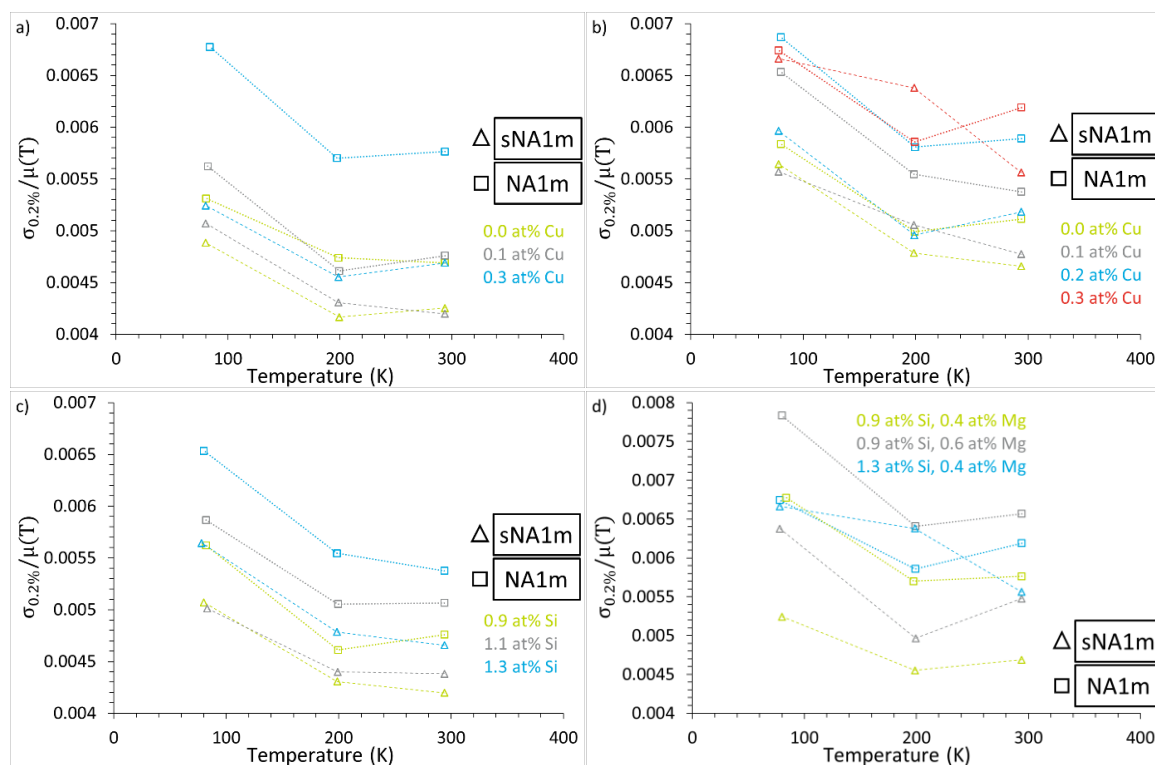 a)
0.007
0.0065
0.006
0.0055
0.005
0.0045
0.004
σ0.2%/μ(T)
0 100 200 300 400
Temperature (K)
sNA1m
NA1m
0.0 at% Cu
0.1 at% Cu
0.3 at% Cu
b)
0.007
0.0065
0.006
0.0055
0.005
0.0045
0.004
σ0.2%/μ(T)
0 100 200 300 400
Temperature (K)
sNA1m
NA1m
0.0 at% Cu
0.1 at% Cu
0.2 at% Cu
0.3 at% Cu
c)
0.007
0.0065
0.006
0.0055
0.005
0.0045
0.004
σ0.2%/μ(T)
0 100 200 300 400
Temperature (K)
sNA1m
NA1m
0.9 at% Si
1.1 at% Si
1.3 at% Si
d)
0.008
0.0075
0.007
0.0065
0.006
0.0055
0.005
0.0045
0.004
σ0.2%/μ(T)
0 100 200 300 400
Temperature (K)
0.9 at% Si, 0.4 at% Mg
0.9 at% Si, 0.6 at% Mg
1.3 at% Si, 0.4 at% Mg
sNA1m
NA1m